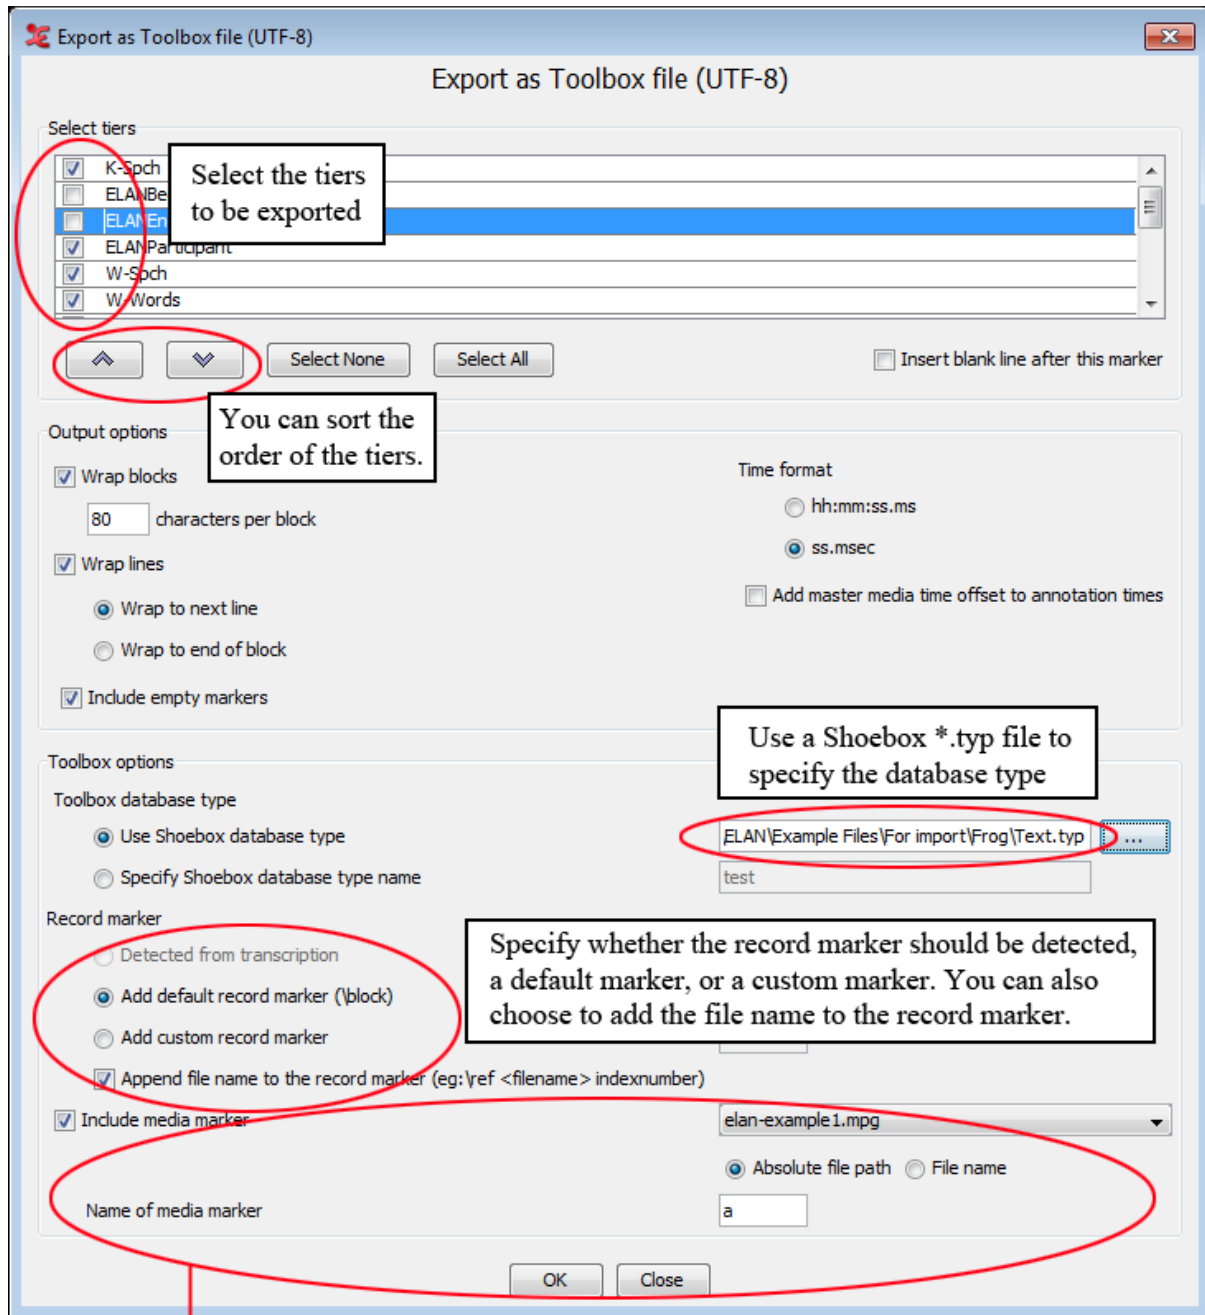 Export as Toolbox file (UTF-8)
Export as Toolbox file (UTF-8)
Select tiers
K-Spch
ELANBe
ELANEn
ELANParticipant
W-Spch
W-Words
Select the tiers
to be exported
Select None
Select All
Insert blank line after this marker
You can sort the
order of the tiers.
Output options
Wrap blocks
80 characters per block
Wrap lines
Wrap to next line
Wrap to end of block
Include empty markers
Time format
hh:mm:ss.ms
ss.msec
Add master media time offset to annotation times
Use a Shoebox *.typ file to
specify the database type
Toolbox options
Toolbox database type
Use Shoebox database type
ELAN\Example Files\For import\Frog\Text.typ
...
Specify Shoebox database type name
test
Record marker
Detected from transcription
Add default record marker (\block)
Add custom record marker
Specify whether the record marker should be detected,
a default marker, or a custom marker. You can also
choose to add the file name to the record marker.
Append file name to the record marker (eg:\ref <filename> indexnumber)
Include media marker
elan-example1.mpg
Absolute file path
File name
Name of media marker
a
OK
Close